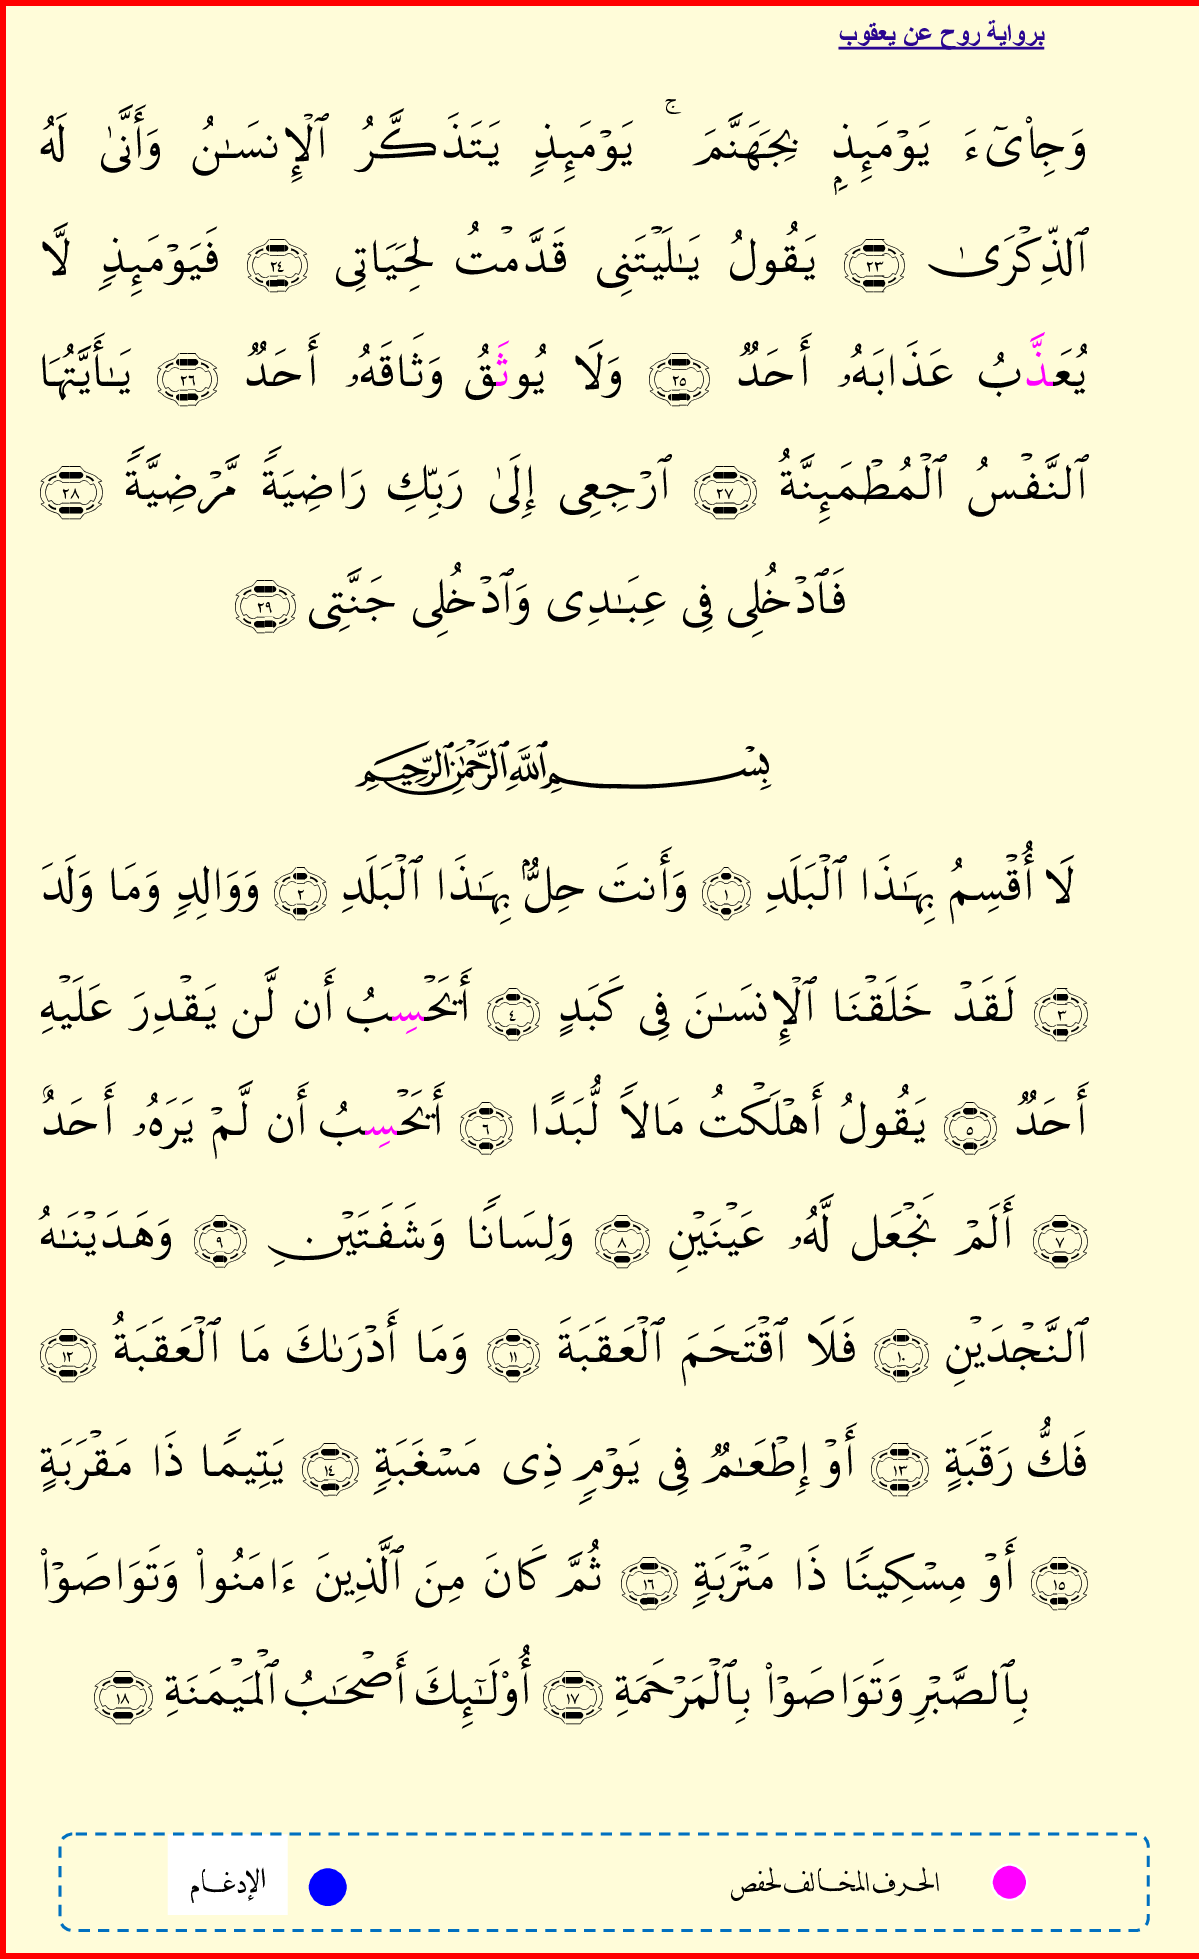 برواية روح عن يعقوب
وَجِا۟ىٓءَ يَوْمَئِذٍۭ بِجَهَنَّمَ ۚ يَوْمَئِذٍ يَتَذَكَّرُ ٱلْإِنسَـٰنُ وَأَنَّىٰ لَهُ
ٱلذِّكْرَىٰ ٢٣ يَقُولُ يَـٰلَيْتَنِى قَدَّمْتُ لِحَيَاتِى ٢٤ فَيَوْمَئِذٍ لَّا
يُعَذَّبُ عَذَابَهُۥ أَحَدٌ ٢٥ وَلَا يُوثَقُ وَثَاقَهُۥ أَحَدٌ ٢٦ يَـٰأَيَّتُهَا
ٱلنَّفْسُ ٱلْمُطْمَئِنَّةُ ٢٧ ٱرْجِعِى إِلَىٰ رَبِّكِ رَاضِيَةً مَّرْضِيَّةً ٢٨
فَٱدْخُلِى فِى عِبَـٰدِى وَٱدْخُلِى جَنَّتِى ٢٩
بِسْمِ ٱللَّهِ ٱلرَّحْمَـٰنِ ٱلرَّحِيمِ
لَا أُقْسِمُ بِهَـٰذَا ٱلْبَلَدِ ١ وَأَنتَ حِلٌّۢ بِهَـٰذَا ٱلْبَلَدِ ٢ وَوَالِدٍ وَمَا وَلَدَ
٣ لَقَدْ خَلَقْنَا ٱلْإِنسَـٰنَ فِى كَبَدٍ ٤ أَيَحْسِبُ أَن لَّن يَقْدِرَ عَلَيْهِ
أَحَدٌ ٥ يَقُولُ أَهْلَكْتُ مَالاً لُّبَدًا ٦ أَيَحْسِبُ أَن لَّمْ يَرَهُۥ أَحَدٌ
٧ أَلَمْ نَجْعَل لَّهُۥ عَيْنَيْنِ ٨ وَلِسَانًا وَشَفَتَيْنِ ٩ وَهَدَيْنَـٰهُ
ٱلنَّجْدَيْنِ ١٠ فَلَا ٱقْتَحَمَ ٱلْعَقَبَةَ ١١ وَمَا أَدْرَىٰكَ مَا ٱلْعَقَبَةُ ١٢
فَكُّ رَقَبَةٍ ١٣ أَوْ إِطْعَـٰمٌ فِى يَوْمٍ ذِى مَسْغَبَةٍ ١٤ يَتِيمًا ذَا مَقْرَبَةٍ
١٥ أَوْ مِسْكِينًا ذَا مَتْرَبَةٍ ١٦ ثُمَّ كَانَ مِنَ ٱلَّذِينَ ءَامَنُوا۟ وَتَوَاصَوْا۟
بِٱلصَّبْرِ وَتَوَاصَوْا۟ بِٱلْمَرْحَمَةِ ١٧ أُو۟لَـٰٓئِكَ أَصْحَـٰبُ ٱلْمَيْمَنَةِ ١٨
الحرف المخالف لحفص الإدغام